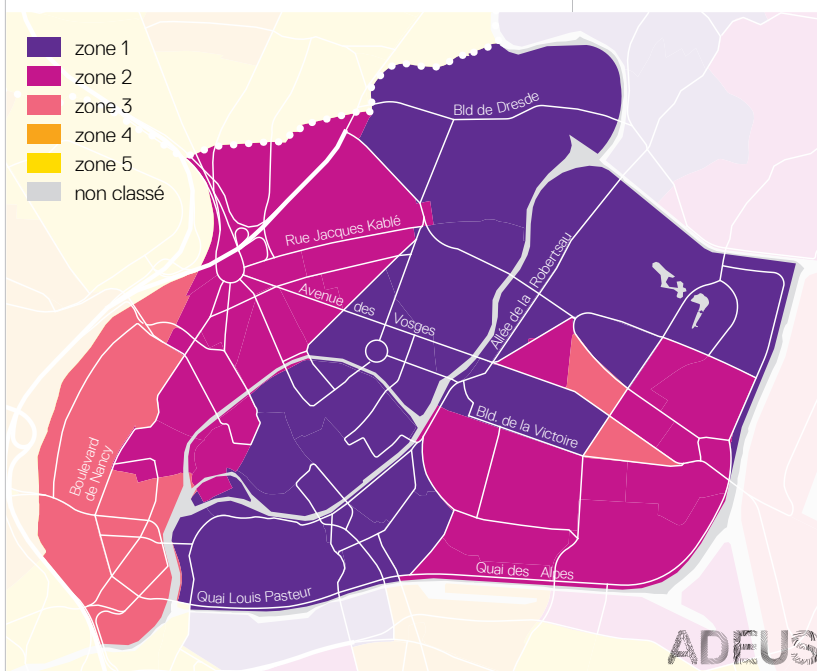 zone 1
zone 2
zone 3
zone 4
zone 5
non classé
Bld de Dresde
Rue Jacques Kablé
Avenue des Vosges
Allée de la Robertsau
Bld. de la Victoire
Boulevard
de Nancy
Quai des Alpes
Quai Louis Pasteur
ADEUS